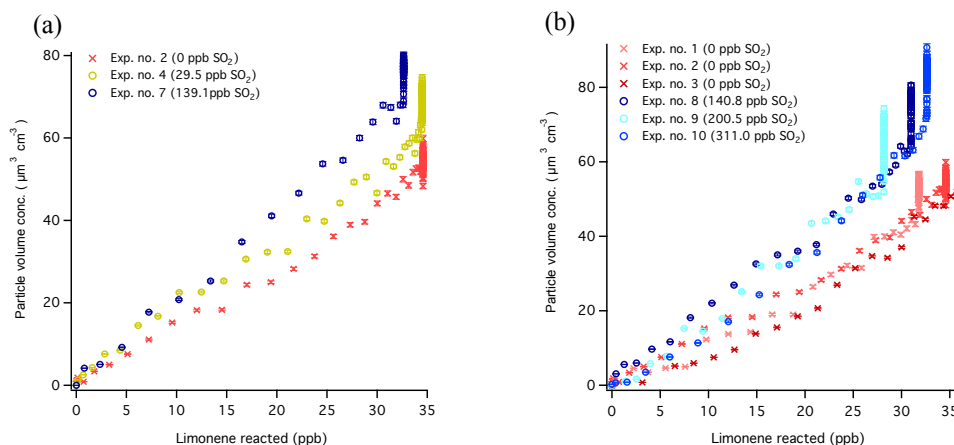 (a)
80
60
40
20
0
Particle volume conc. ( µm³ cm⁻³)
Exp. no. 2 (0 ppb SO₂)
Exp. no. 4 (29.5 ppb SO₂)
Exp. no. 7 (139.1ppb SO₂)
0 5 10 15 20 25 30 35
Limonene reacted (ppb)
(b)
80
60
40
20
0
Particle volume conc. ( µm³ cm⁻³)
Exp. no. 1 (0 ppb SO₂)
Exp. no. 2 (0 ppb SO₂)
Exp. no. 3 (0 ppb SO₂)
Exp. no. 8 (140.8 ppb SO₂)
Exp. no. 9 (200.5 ppb SO₂)
Exp. no. 10 (311.0 ppb SO₂)
0 5 10 15 20 25 30 35
Limonene reacted (ppb)